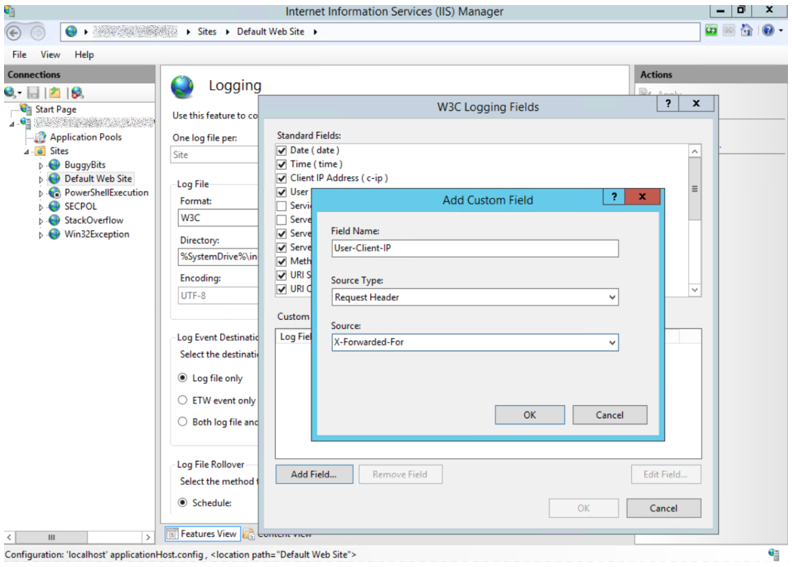 Internet Information Services (IIS) Manager
Sites
Default Web Site
File View Help
Connections
Start Page
Application Pools
Sites
BuggyBits
Default Web Site
PowerShellExecution
SECPOL
StackOverflow
Win32Exception
Logging
Use this feature to co
One log file per:
Site
Log File
Format:
W3C
Directory:
%SystemDrive%\in
Encoding:
UTF-8
Log Event Destinatio
Select the destinati
Log file only
ETW event only
Both log file and
Log File Rollover
Select the method t
Schedule:
Features View
Content View
Actions
Apply
W3C Logging Fields
Standard Fields:
Date ( date )
Time ( time )
Client IP Address ( c-ip )
User
Servi
Serve
Serve
Serve
Meth
URI S
URI C
Custom
Log Fiel
Add Custom Field
Field Name:
User-Client-IP
Source Type:
Request Header
Source:
X-Forwarded-For
OK Cancel
Add Field... Remove Field Edit Field...
OK Cancel
Configuration: 'localhost' applicationHost.config , <location path="Default Web Site">